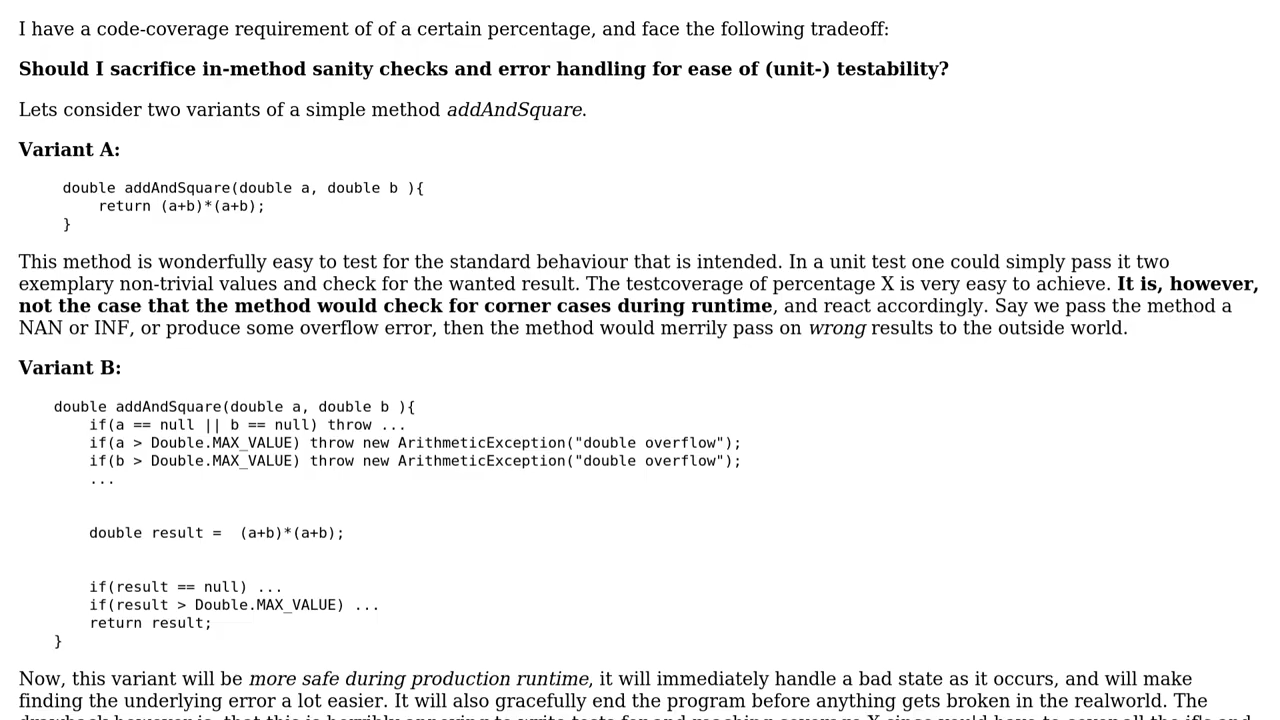 I have a code-coverage requirement of of a certain percentage, and face the following tradeoff:
Should I sacrifice in-method sanity checks and error handling for ease of (unit-) testability?
Lets consider two variants of a simple method addAndSquare.
Variant A:
double addAndSquare(double a, double b ){
return (a+b)*(a+b);
}
This method is wonderfully easy to test for the standard behaviour that is intended. In a unit test one could simply pass it two
exemplary non-trivial values and check for the wanted result. The testcoverage of percentage X is very easy to achieve. It is, however,
not the case that the method would check for corner cases during runtime, and react accordingly. Say we pass the method a
NAN or INF, or produce some overflow error, then the method would merrily pass on wrong results to the outside world.
Variant B:
double addAndSquare(double a, double b ){
if(a == null || b == null) throw ...
if(a > Double.MAX_VALUE) throw new ArithmeticException("double overflow");
if(b > Double.MAX_VALUE) throw new ArithmeticException("double overflow");
...
double result =  (a+b)*(a+b);
if(result == null) ...
if(result > Double.MAX_VALUE) ...
return result;
}
Now, this variant will be more safe during production runtime, it will immediately handle a bad state as it occurs, and will make
finding the underlying error a lot easier. It will also gracefully end the program before anything gets broken in the realworld. The